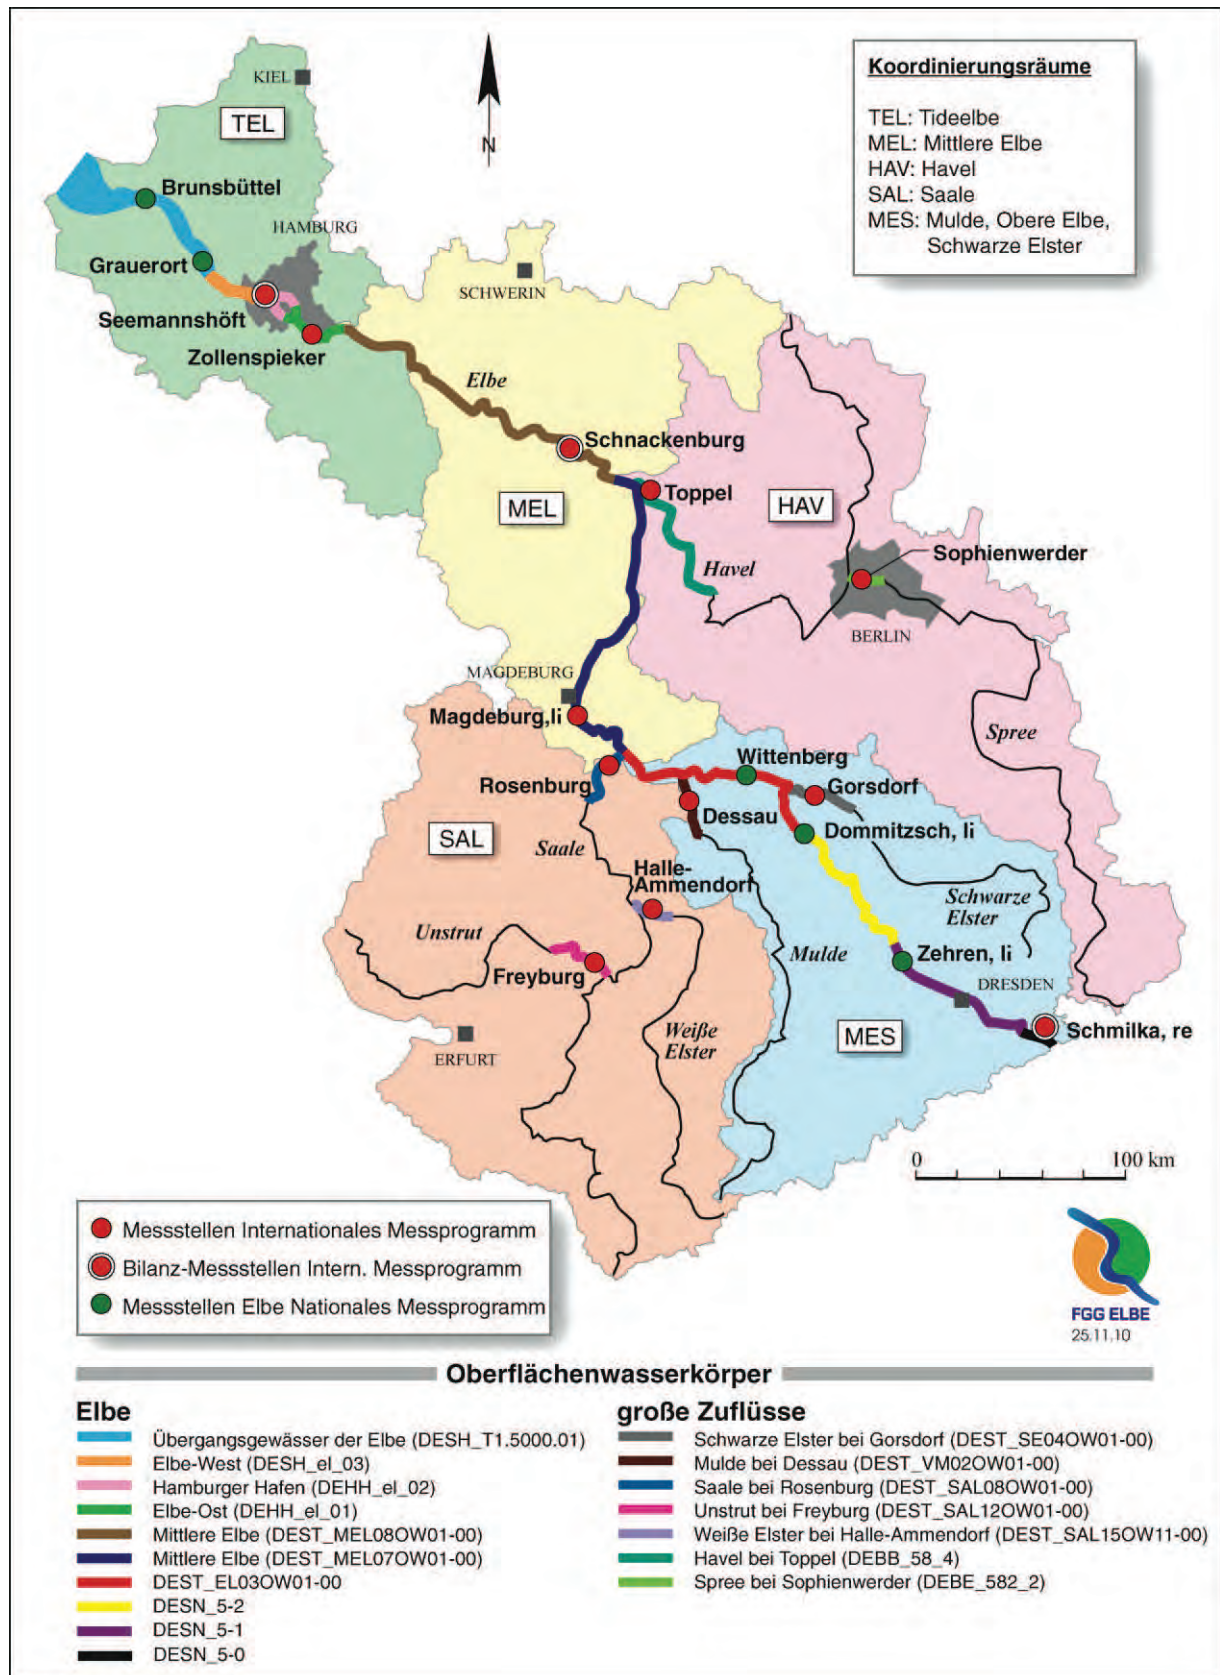 KIEL
TEL
Koordinierungsräume
TEL: Tideelbe
MEL: Mittlere Elbe
HAV: Havel
SAL: Saale
MES: Mulde, Obere Elbe,
Schwarze Elster
N
Brunsbüttel
HAMBURG
Grauerort
SCHWERIN
Seemannshöft
Zollenspieker
Elbe
Schnackenburg
Toppel
MEL
HAV
Sophienwerder
Havel
BERLIN
MAGDEBURG
Magdeburg,li
Spree
Wittenberg
Rosenburg
Gorsdorf
Dessau
Dommitzsch, li
SAL
Saale
Halle-
Ammendorf
Schwarze
Elster
Unstrut
Mulde
Zehren, li
Freyburg
DRESDEN
Weiße
Elster
MES
Schmilka, re
ERFURT
0 100 km
Messstellen Internationales Messprogramm
Bilanz-Messstellen Intern. Messprogramm
Messstellen Elbe Nationales Messprogramm
FGG ELBE
25.11.10
Oberflächenwasserkörper
Elbe
Übergangsgewässer der Elbe (DESH_T1.5000.01)
Elbe-West (DESH_el_03)
Hamburger Hafen (DEHH_el_02)
Elbe-Ost (DEHH_el_01)
Mittlere Elbe (DEST_MEL08OW01-00)
Mittlere Elbe (DEST_MEL07OW01-00)
DEST_EL03OW01-00
DESN_5-2
DESN_5-1
DESN_5-0
große Zuflüsse
Schwarze Elster bei Gorsdorf (DEST_SE04OW01-00)
Mulde bei Dessau (DEST_VM02OW01-00)
Saale bei Rosenburg (DEST_SAL08OW01-00)
Unstrut bei Freyburg (DEST_SAL12OW01-00)
Weiße Elster bei Halle-Ammendorf (DEST_SAL15OW11-00)
Havel bei Toppel (DEBB_58_4)
Spree bei Sophienwerder (DEBE_582_2)